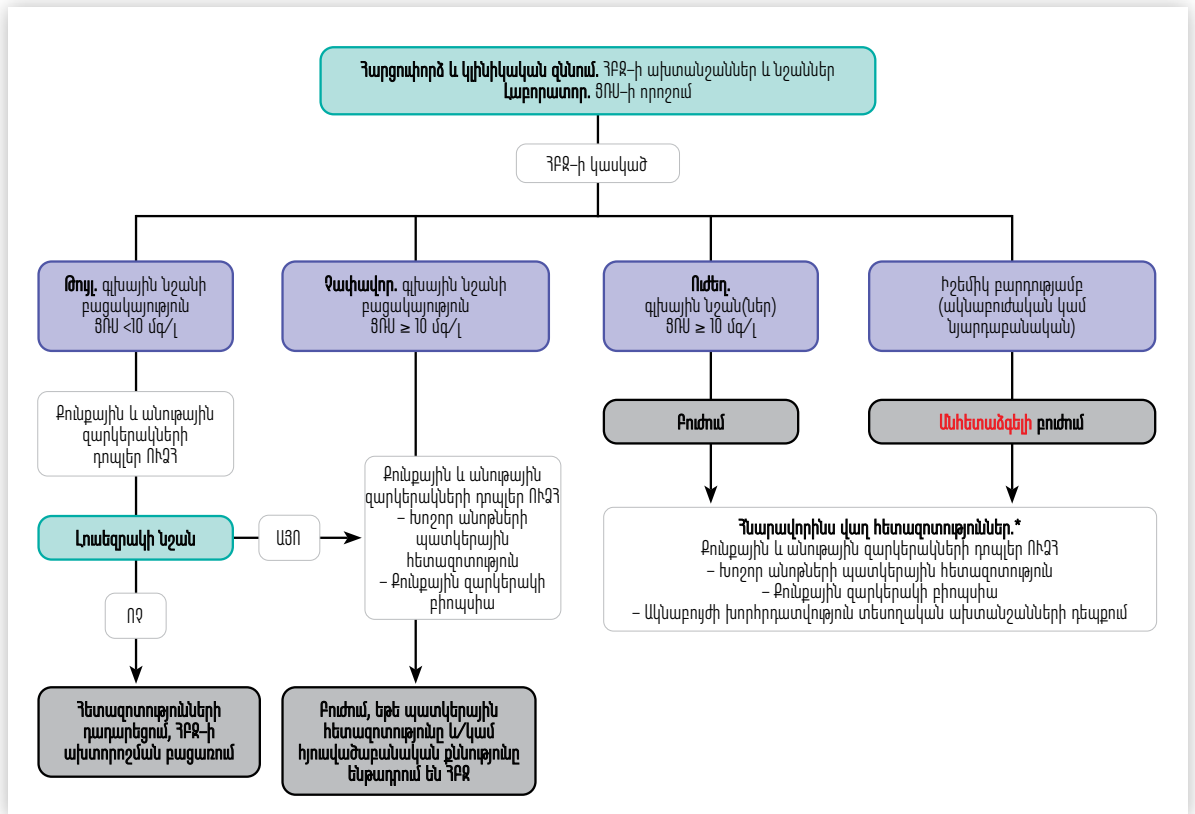 Հարցուփորձ և կլինիկական զննում. ՀԲՋ–ի ախտանշաններ և նշաններ
Լաբորատոր. ՑՌՍ–ի որոշում
ՀԲՋ–ի կասկած
Թույլ. գլխային նշանի
բացակայություն
ՑՌՍ <10 մգ/լ
Չափավոր. գլխային նշանի
բացակայություն
ՑՌՍ ≥ 10 մգ/լ
Ուժեղ.
գլխային նշան(ներ)
ՑՌՍ ≥ 10 մգ/լ
Իշեմիկ բարդությամբ
(ակնաբուժական կամ
նյարդաբանական)
Քունքային և անութային
զարկերակների
դոպլեր ՈՒՁՀ
Բուժում
Անհետաձգելի բուժում
Քունքային և անութային
զարկերակների դոպլեր ՈՒՁՀ
– Խոշոր անոթների
պատկերային
հետազոտություն
– Քունքային զարկերակի
բիոպսիա
Լուսեզրակի նշան
ԱՅՈ
Հնարավորինս վաղ հետազոտություններ.*
Քունքային և անութային զարկերակների դոպլեր ՈՒՁՀ
– Խոշոր անոթների պատկերային հետազոտություն
– Քունքային զարկերակի բիոպսիա
– Ակնաբույժի խորհրդատվություն տեսողական ախտանշանների դեպքում
ՈՉ
Հետազոտությունների
դադարեցում, ՀԲՋ–ի
ախտորոշման բացառում
Բուժում, եթե պատկերային
հետազոտությունը և/կամ
հյուսվածաբանական քննությունը
ենթադրում են ՀԲՋ